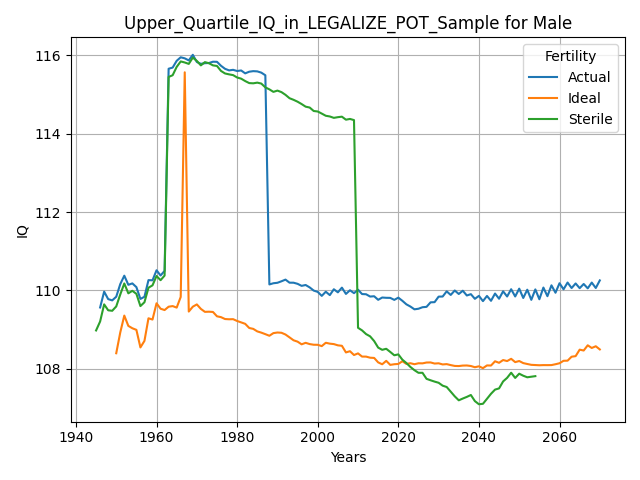 Upper_Quartile_IQ_in_LEGALIZE_POT_Sample for Male
Fertility
Actual
Ideal
Sterile
116
114
112
110
108
IQ
1940 1960 1980 2000 2020 2040 2060
Years